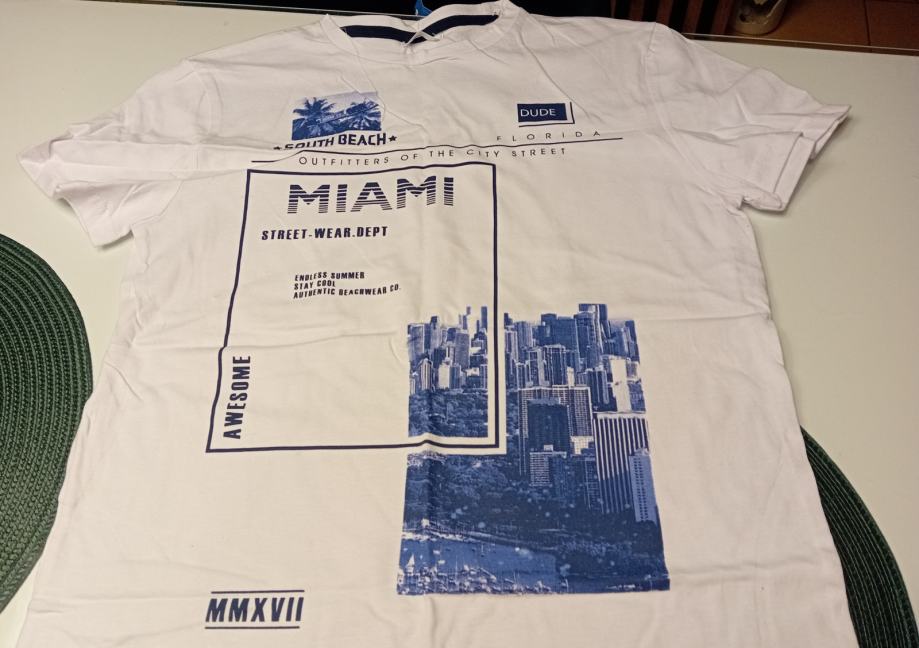 DUDE
★SOUTH BEACH★
FLORIDA
OUTFITTERS OF THE CITY STREET
MIAMI
STREET-WEAR.DEPT
ENDLESS SUMMER
STAY COOL
AUTHENTIC BEACHWEAR CO.
AWESOME
MMXVII